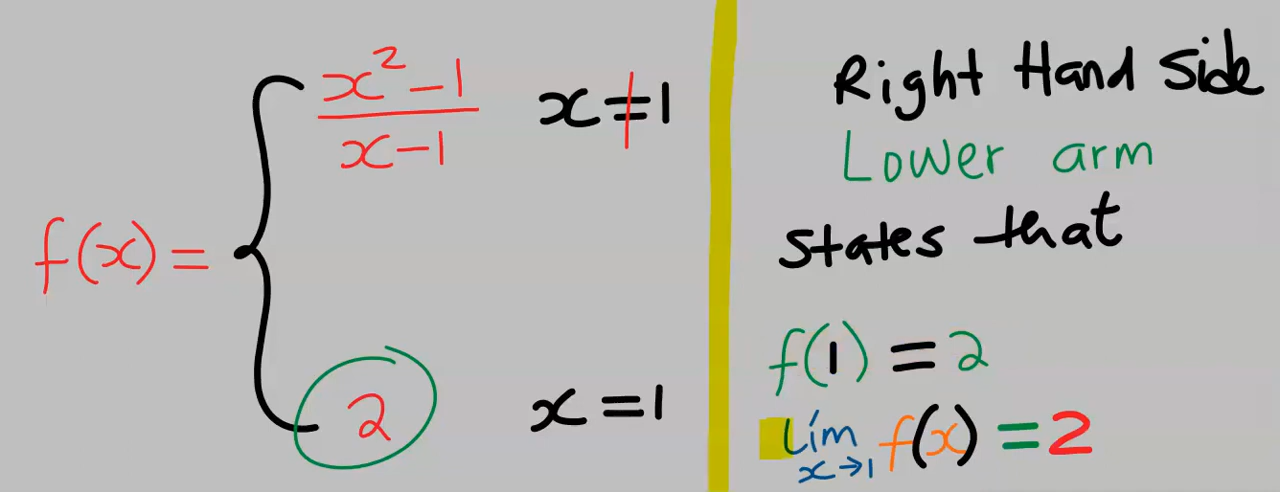 f(x) = { x² - 1 / x - 1 x ≠ 1
2 x = 1
Right Hand Side
Lower arm
states that
f(1) = 2
lim x→1 f(x) = 2